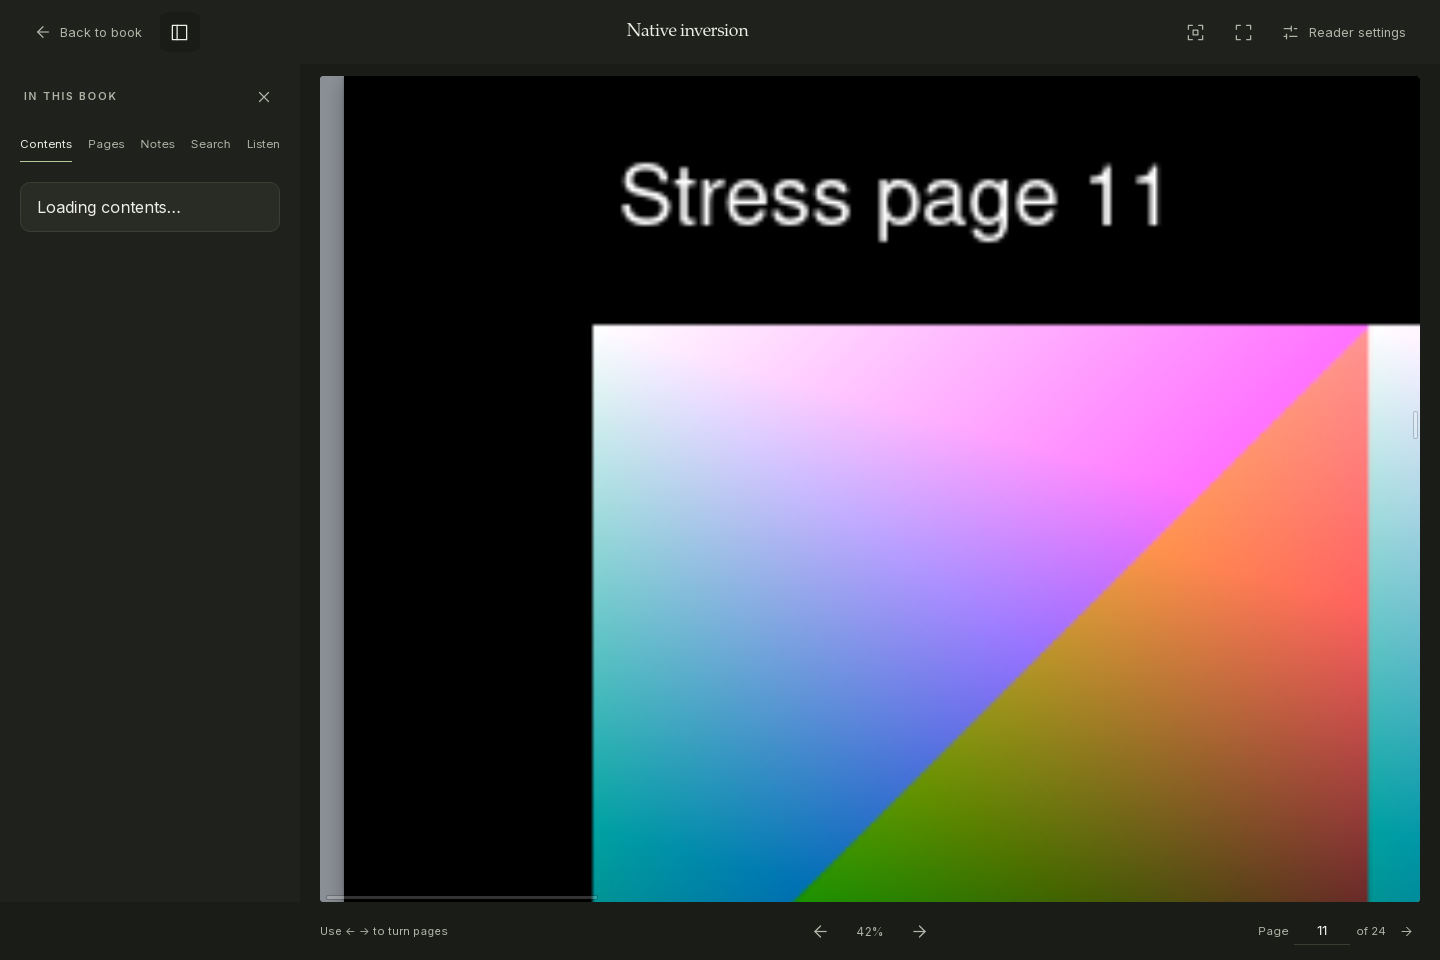 Back to book
Native inversion
Reader settings
IN THIS BOOK
Contents Pages Notes Search Listen
Loading contents...
Stress page 11
Use ← → to turn pages
42%
Page 11 of 24